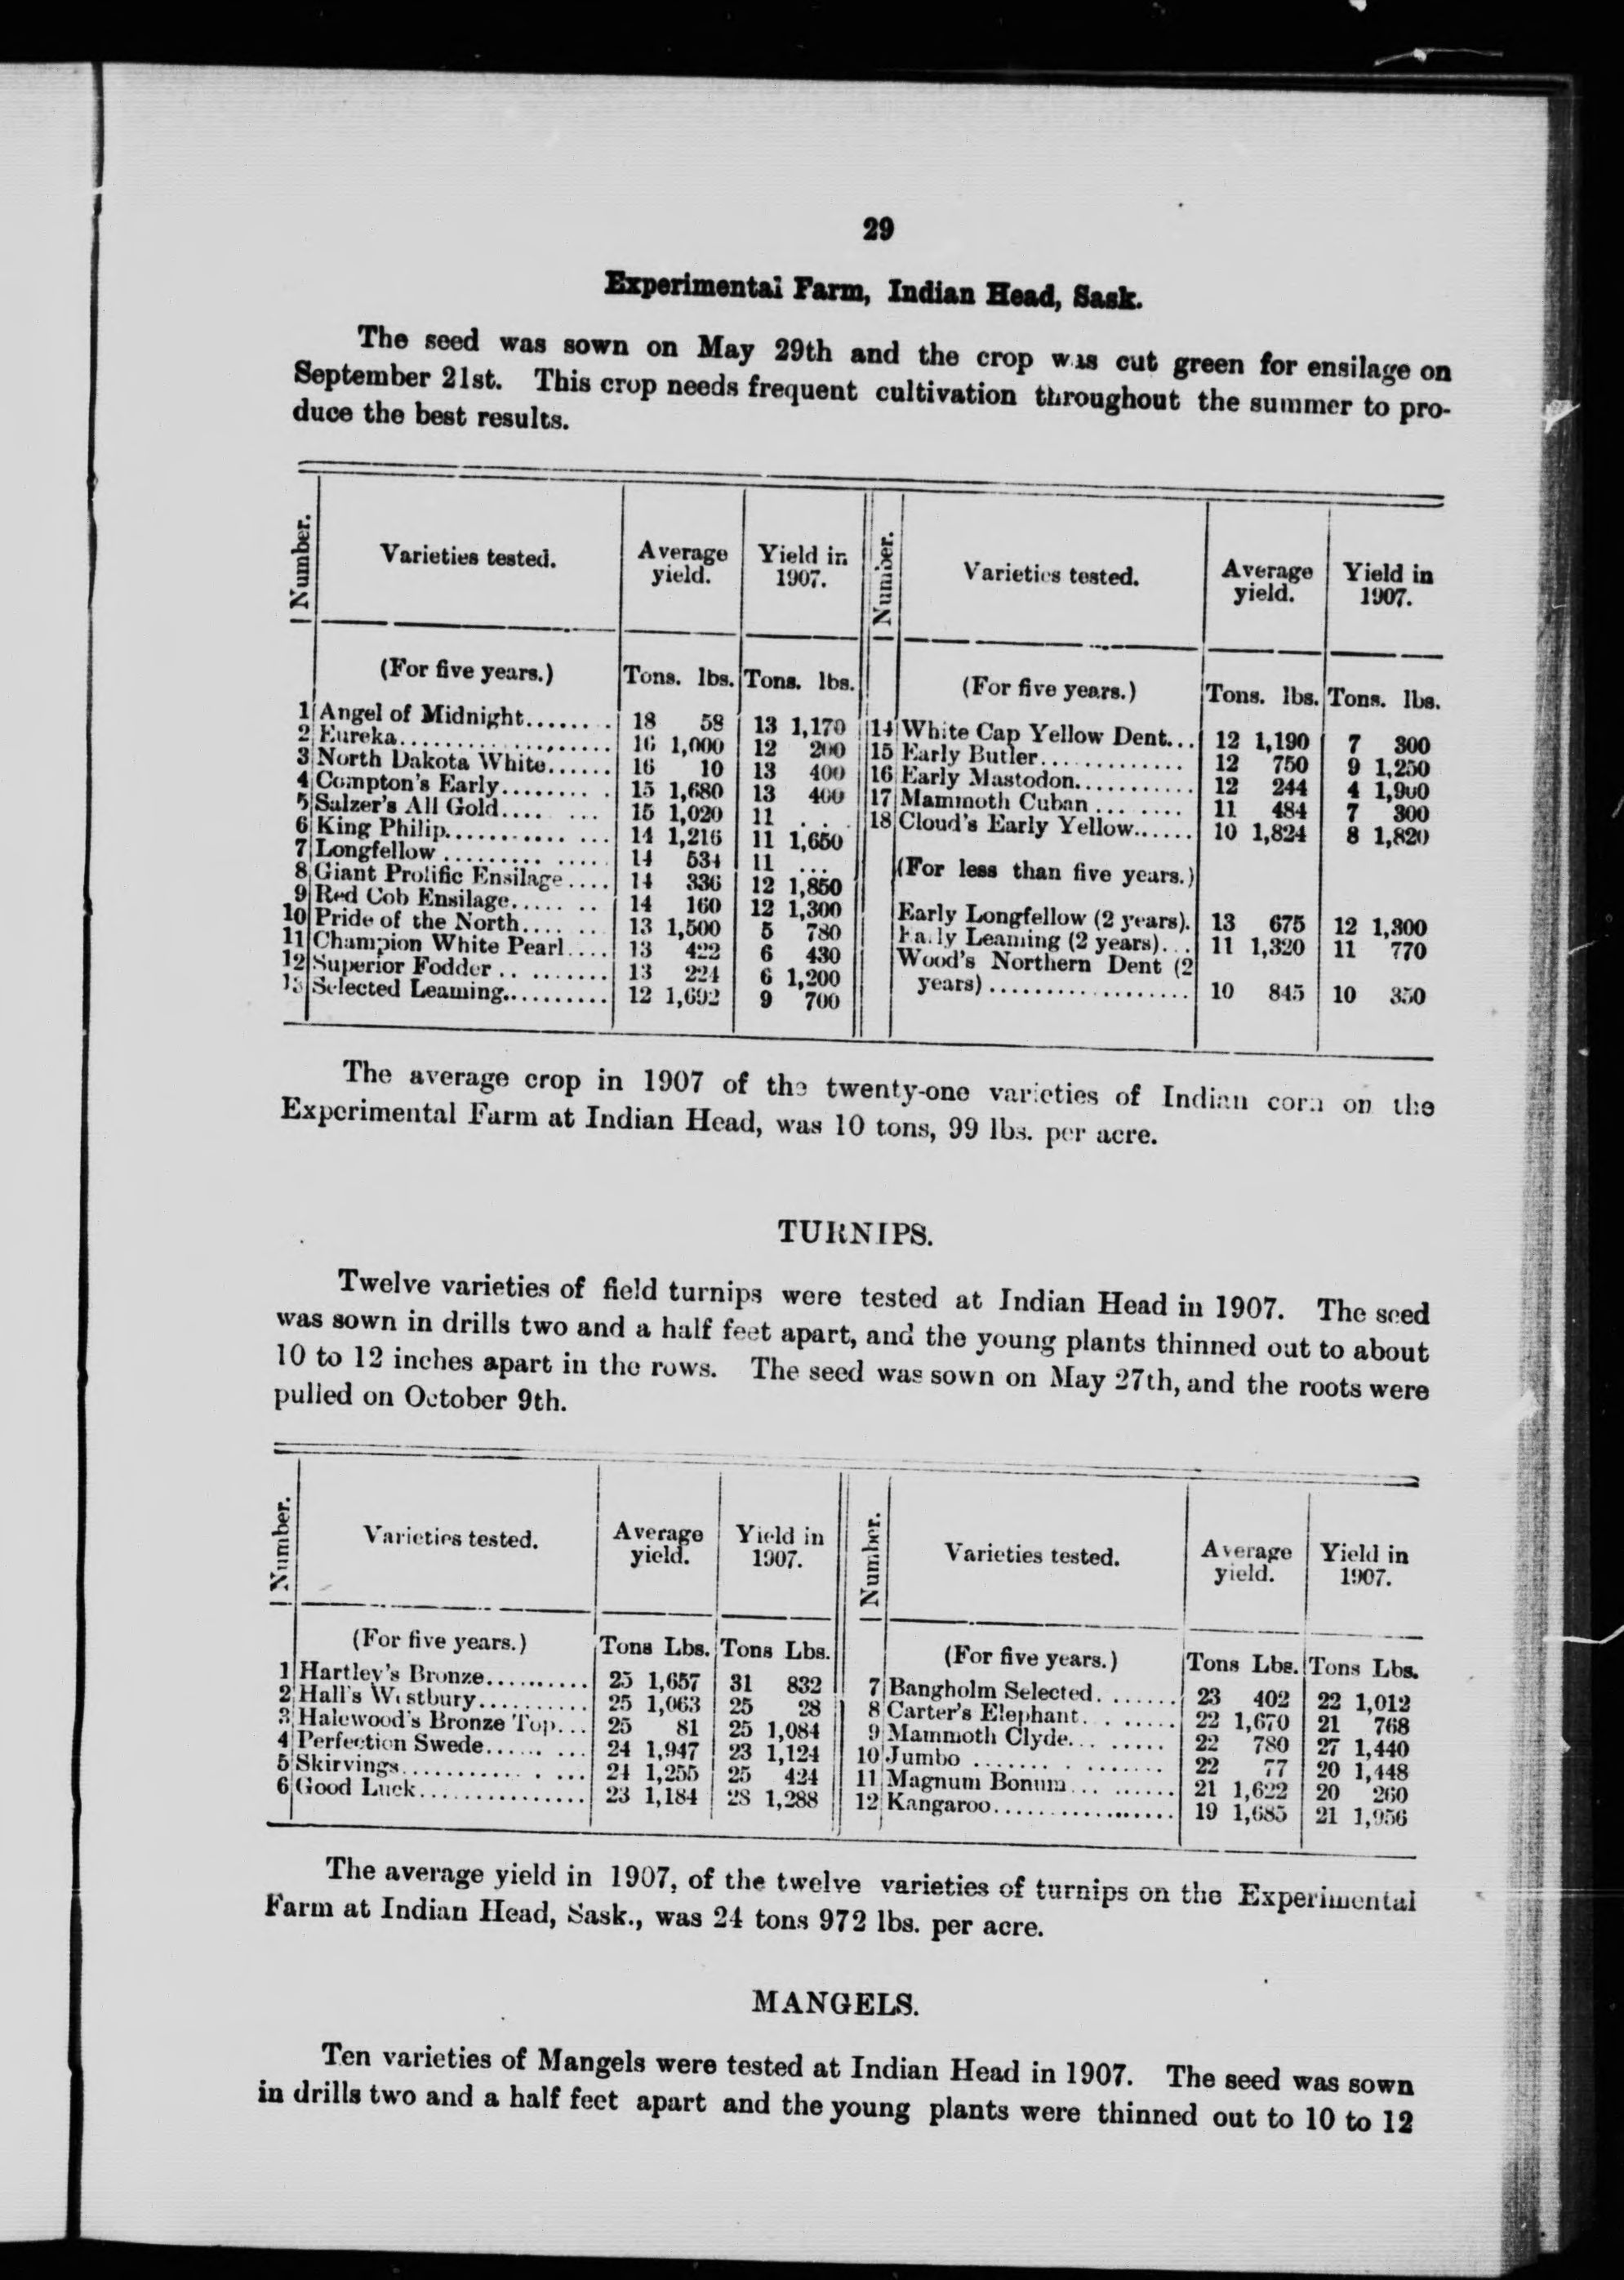 29
Experimental Farm, Indian Head, Sask.
The seed was sown on May 29th and the crop was cut green for ensilage on
September 21st. This crop needs frequent cultivation throughout the summer to pro-
duce the best results.
Number. Varieties tested. Average yield. Yield in 1907. Number. Varieties tested. Average yield. Yield in 1907.
(For five years.) Tons. lbs. Tons. lbs. (For five years.) Tons. lbs. Tons. lbs.
1 Angel of Midnight........ 18 58 13 1,170 14 White Cap Yellow Dent... 12 1,190 7 300
2 Eureka.................... 16 1,000 12 200 15 Early Butler............. 12 750 9 1,250
3 North Dakota White...... 16 10 13 400 16 Early Mastodon........... 12 244 4 1,900
4 Compton's Early......... 15 1,680 13 400 17 Mammoth Cuban ... ...... 11 484 7 300
5 Salzer's All Gold.... ... 15 1,020 11 . . . 18 Cloud's Early Yellow...... 10 1,824 8 1,820
6 King Philip.............. 14 1,216 11 1,650
7 Longfellow .............. 14 534 11 ... (For less than five years.)
8 Giant Prolific Ensilage.... 14 336 12 1,850
9 Red Cob Ensilage...... .. 14 160 12 1,300 Early Longfellow (2 years). 13 675 12 1,300
10 Pride of the North.... ... 13 1,500 5 780 Early Leaming (2 years)... 11 1,320 11 770
11 Champion White Pearl.... 13 422 6 430 Wood's Northern Dent (2
12 Superior Fodder .. ........ 13 224 6 1,200 years) .................. 10 845 10 350
13 Selected Leaming.......... 12 1,692 9 700
The average crop in 1907 of the twenty-one varieties of Indian corn on the
Experimental Farm at Indian Head, was 10 tons, 99 lbs. per acre.
TURNIPS.
Twelve varieties of field turnips were tested at Indian Head in 1907. The seed
was sown in drills two and a half feet apart, and the young plants thinned out to about
10 to 12 inches apart in the rows. The seed was sown on May 27th, and the roots were
pulled on October 9th.
Number. Varieties tested. Average yield. Yield in 1907. Number. Varieties tested. Average yield. Yield in 1907.
(For five years.) Tons Lbs. Tons Lbs. (For five years.) Tons Lbs. Tons Lbs.
1 Hartley's Bronze.......... 25 1,657 31 832 7 Bangholm Selected. ....... 23 402 22 1,012
2 Hall's Westbury........... 25 1,063 25 28 8 Carter's Elephant. ........ 22 1,670 21 768
3 Halewood's Bronze Top... 25 81 25 1,084 9 Mammoth Clyde... ...... 22 780 27 1,440
4 Perfection Swede...... ... 24 1,947 23 1,124 10 Jumbo ....... . ........ 22 77 20 1,448
5 Skirvings............ . ... 24 1,255 25 424 11 Magnum Bonum... ....... 21 1,622 20 260
6 Good Luck................ 23 1,184 28 1,288 12 Kangaroo.................. 19 1,685 21 1,956
The average yield in 1907, of the twelve varieties of turnips on the Experimental
Farm at Indian Head, Sask., was 24 tons 972 lbs. per acre.
MANGELS.
Ten varieties of Mangels were tested at Indian Head in 1907. The seed was sown
in drills two and a half feet apart and the young plants were thinned out to 10 to 12